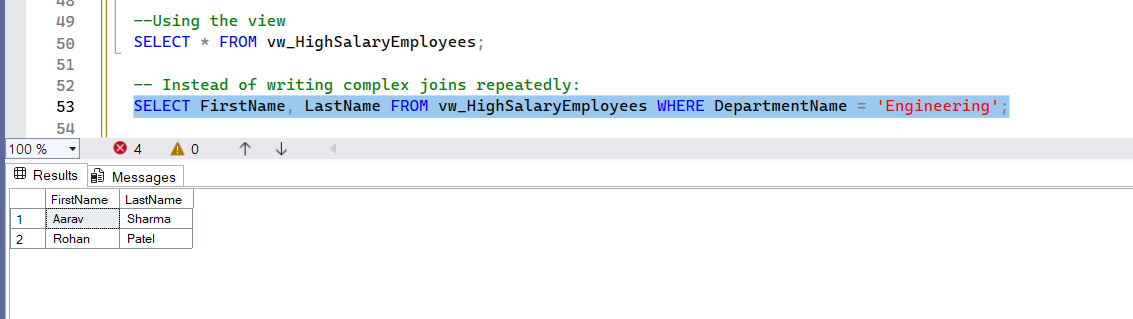 48
49 --Using the view
50 SELECT * FROM vw_HighSalaryEmployees;
51
52 -- Instead of writing complex joins repeatedly:
53 SELECT FirstName, LastName FROM vw_HighSalaryEmployees WHERE DepartmentName = 'Engineering';
54
100 % 4 0
Results Messages
FirstName LastName
1 Aarav Sharma
2 Rohan Patel